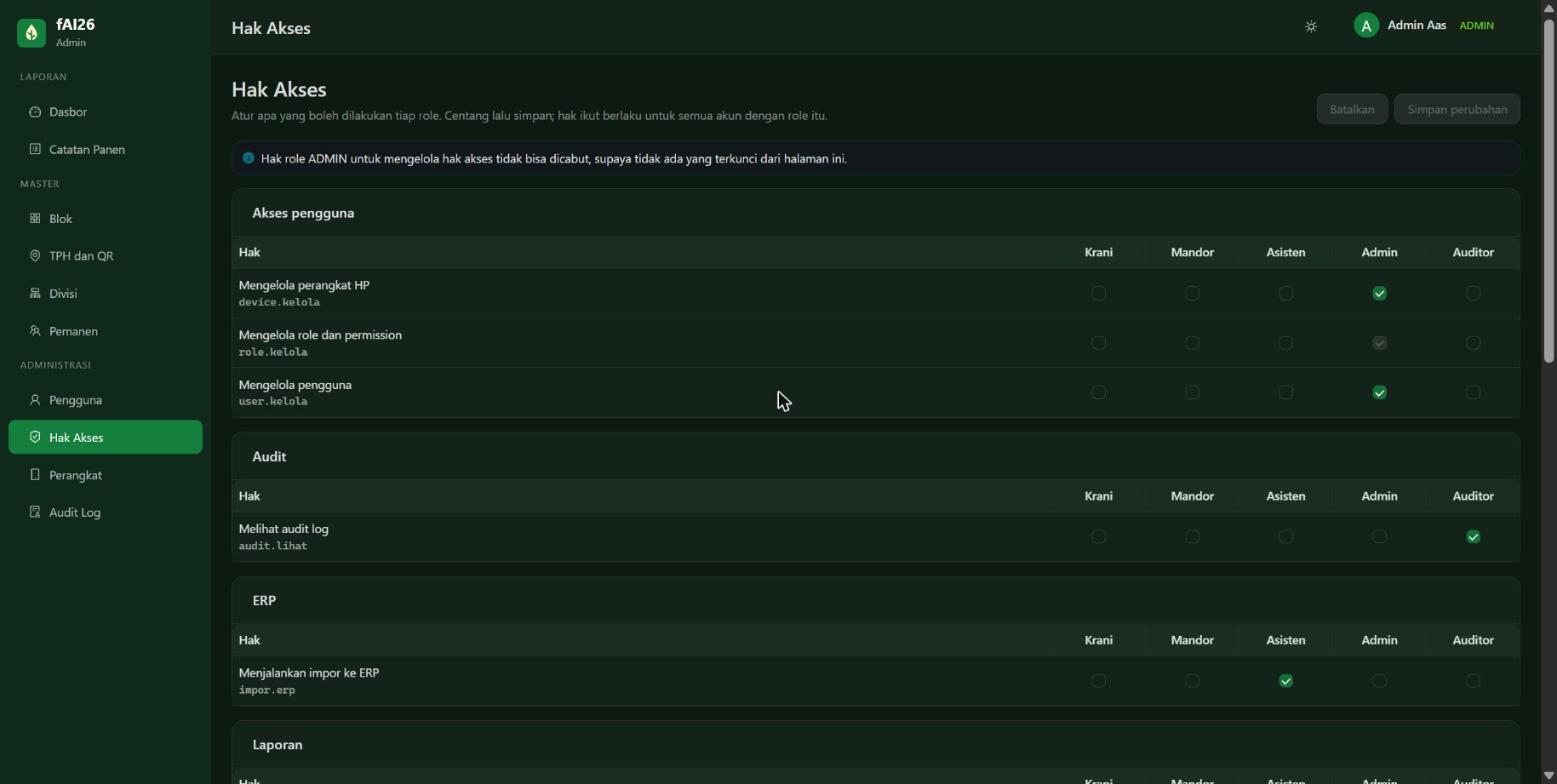 fAI26
Admin
LAPORAN
Dasbor
Catatan Panen
MASTER
Blok
TPH dan QR
Divisi
Pemanen
ADMINISTRASI
Pengguna
Hak Akses
Perangkat
Audit Log
Hak Akses
A Admin Aas ADMIN
Hak Akses
Atur apa yang boleh dilakukan tiap role. Centang lalu simpan; hak ikut berlaku untuk semua akun dengan role itu.
Batalkan Simpan perubahan
Hak role ADMIN untuk mengelola hak akses tidak bisa dicabut, supaya tidak ada yang terkunci dari halaman ini.
Akses pengguna
Hak Krani Mandor Asisten Admin Auditor
Mengelola perangkat HP
device.kelola
Mengelola role dan permission
role.kelola
Mengelola pengguna
user.kelola
Audit
Hak Krani Mandor Asisten Admin Auditor
Melihat audit log
audit.lihat
ERP
Hak Krani Mandor Asisten Admin Auditor
Menjalankan impor ke ERP
impor.erp
Laporan
Hak Krani Mandor Asisten Admin Auditor